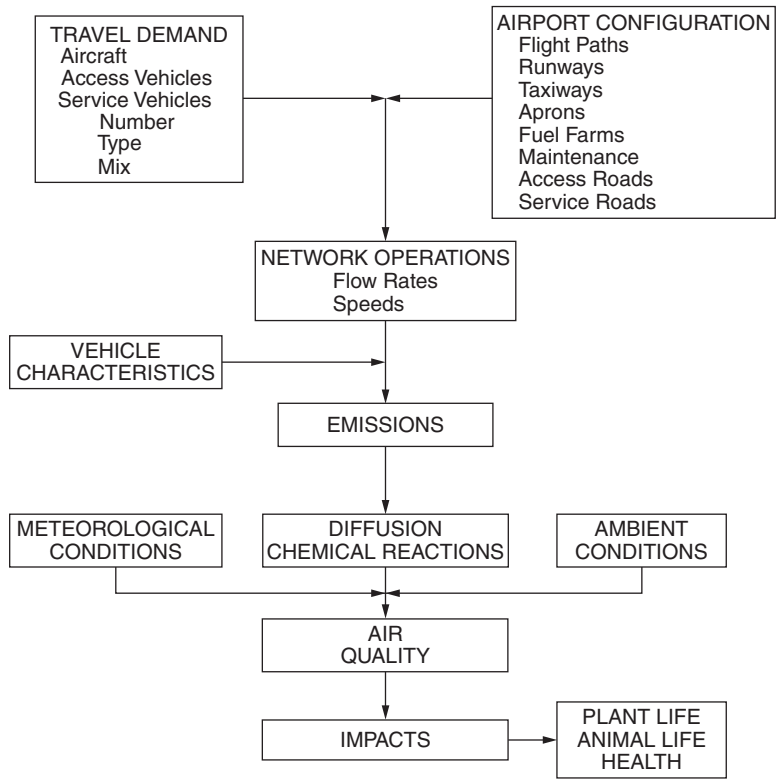 TRAVEL DEMAND
Aircraft
Access Vehicles
Service Vehicles
Number
Type
Mix
AIRPORT CONFIGURATION
Flight Paths
Runways
Taxiways
Aprons
Fuel Farms
Maintenance
Access Roads
Service Roads
NETWORK OPERATIONS
Flow Rates
Speeds
VEHICLE
CHARACTERISTICS
EMISSIONS
METEOROLOGICAL
CONDITIONS
DIFFUSION
CHEMICAL REACTIONS
AMBIENT
CONDITIONS
AIR
QUALITY
IMPACTS
PLANT LIFE
ANIMAL LIFE
HEALTH